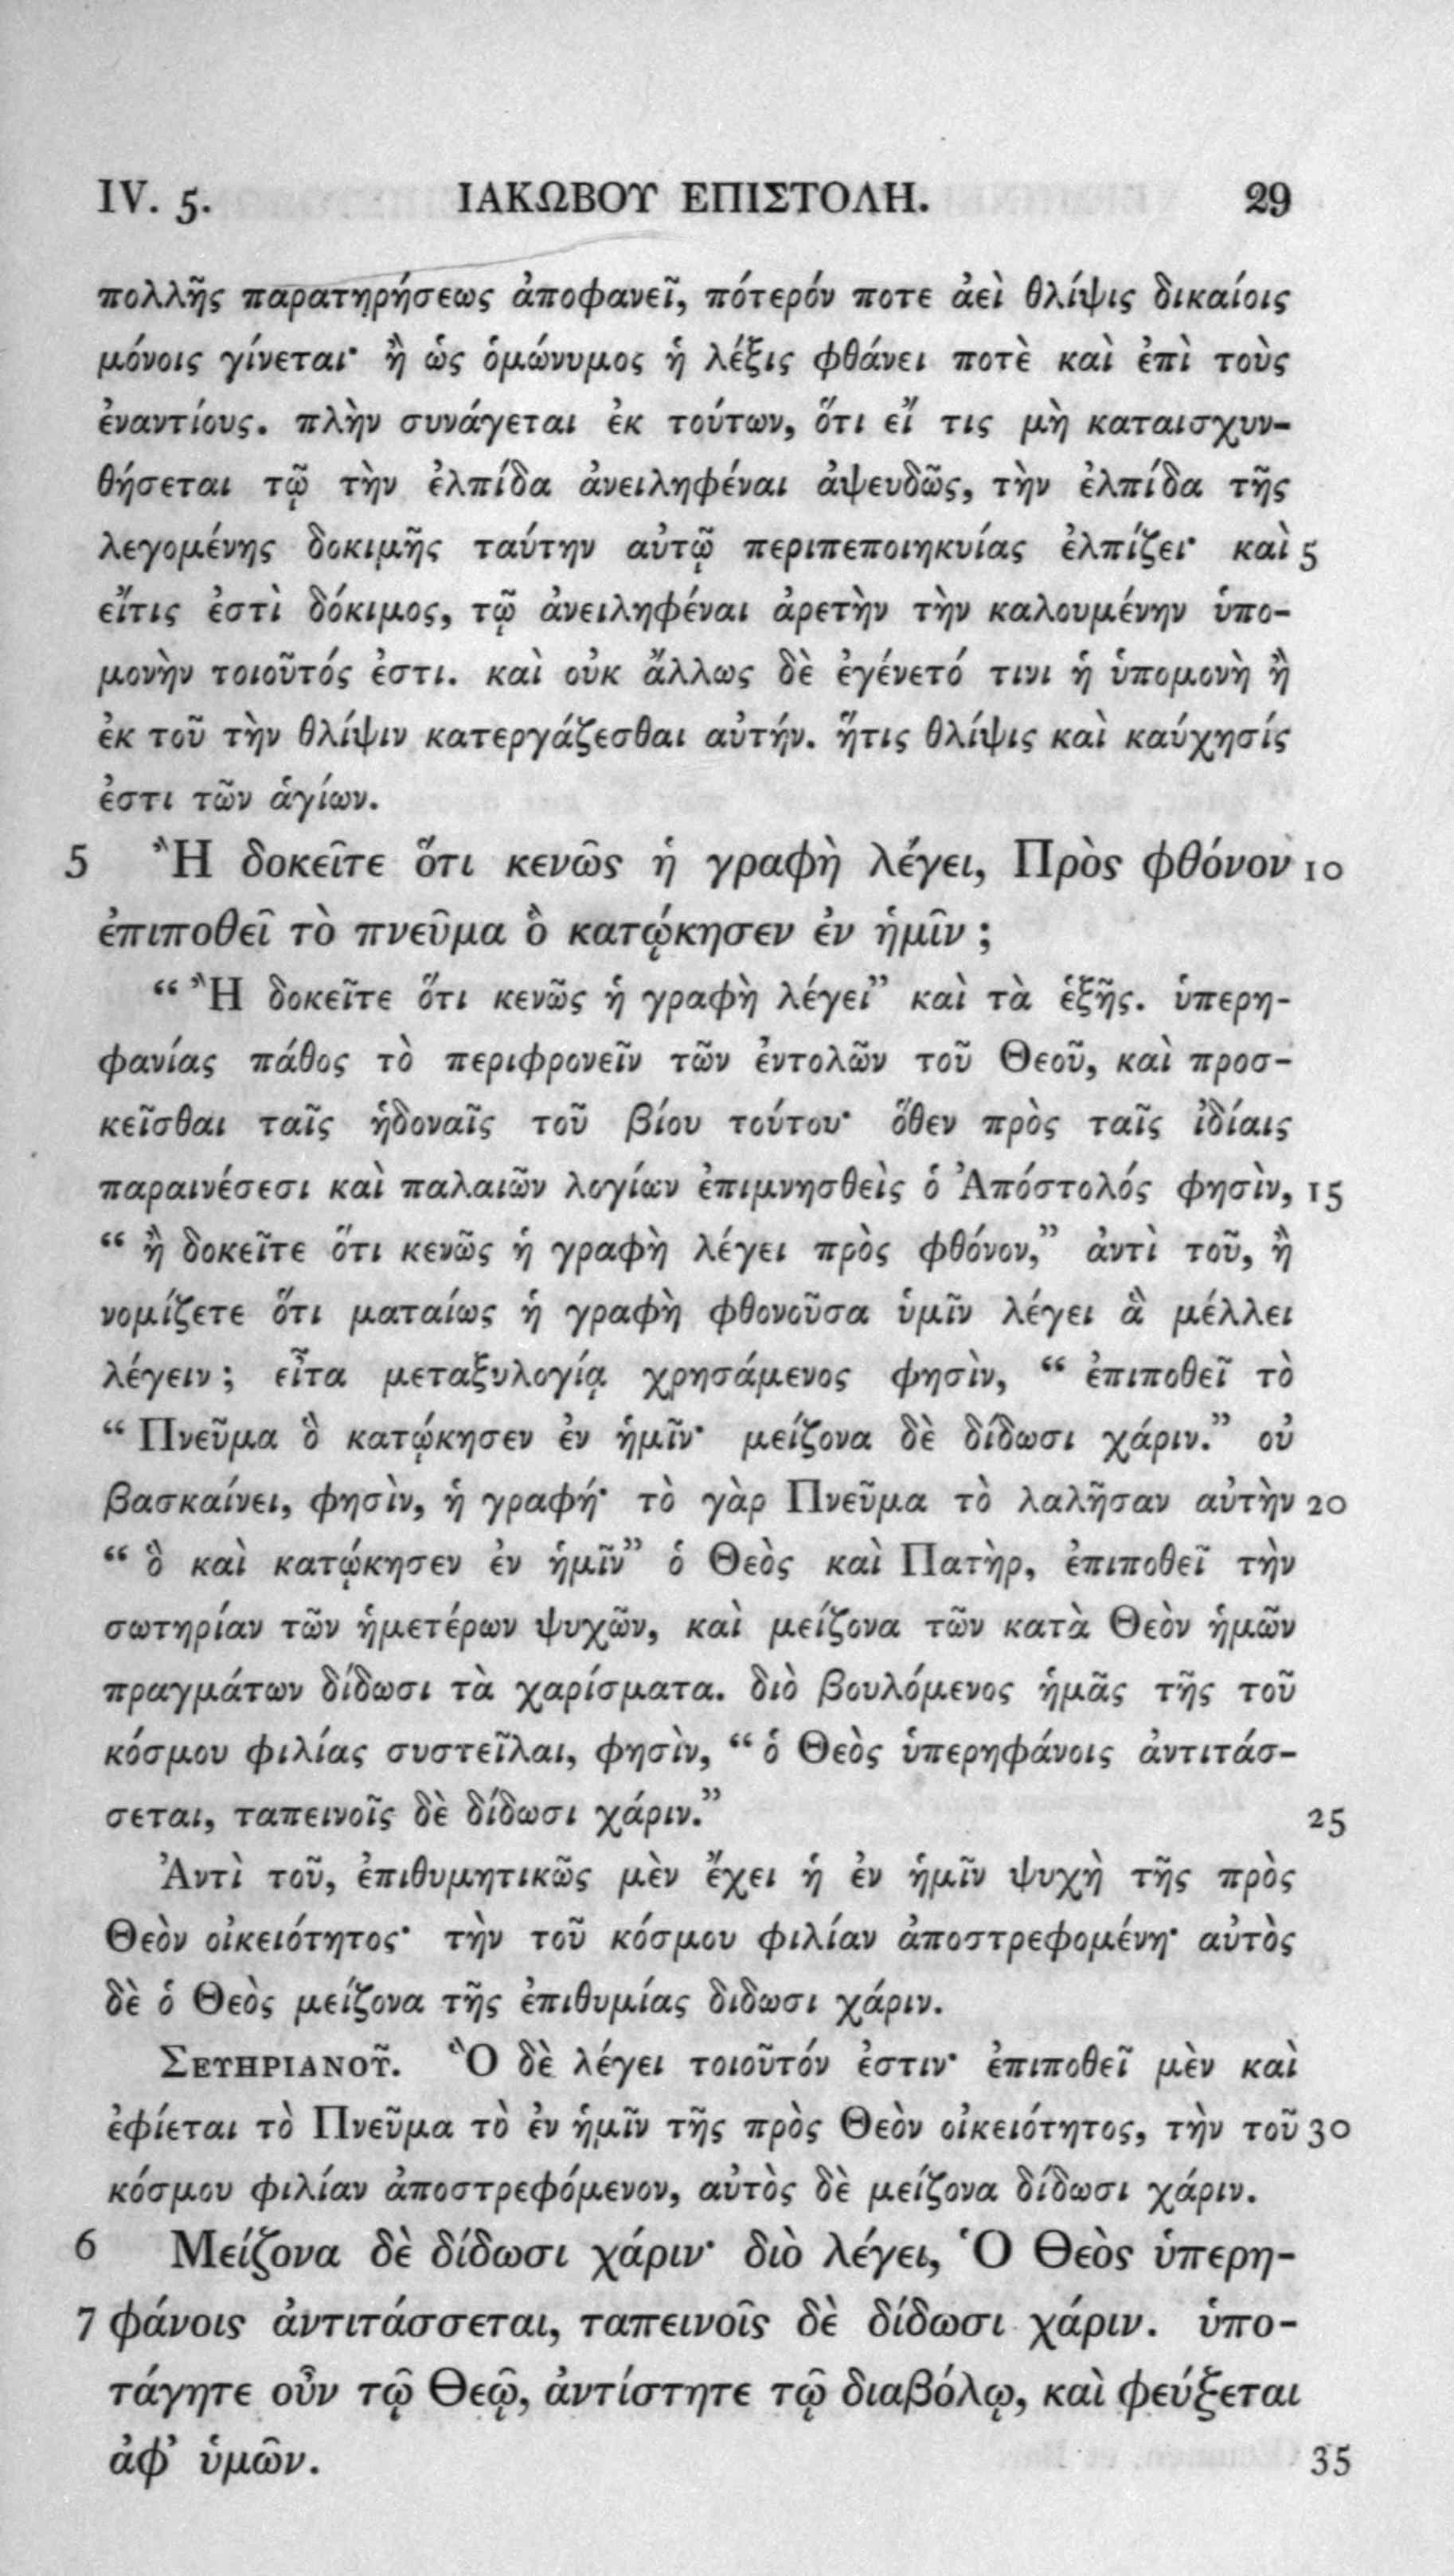 IV. 5. ΙΑΚΩΒΟΥ ΕΠΙΣΤΟΛΗ. 29
πολλῆς παρατηρήσεως ἀποφανεῖ, πότερόν ποτε ἀεὶ θλίψις δικαίοις
μόνοις γίνεται· ἢ ὡς ὁμώνυμος ἡ λέξις φθάνει ποτὲ καὶ ἐπὶ τοὺς
ἐναντίους. πλὴν συνάγεται ἐκ τούτων, ὅτι εἴ τις μὴ καταισχυν-
θήσεται τῷ τὴν ἐλπίδα ἀνειληφέναι ἀψευδῶς, τὴν ἐλπίδα τῆς
λεγομένης δοκιμῆς ταύτην αὐτῷ περιπεποιηκυίας ἐλπίζει· καὶ 5
εἴτις ἐστὶ δόκιμος, τῷ ἀνειληφέναι ἀρετὴν τὴν καλουμένην ὑπο-
μονὴν τοιοῦτός ἐστι. καὶ οὐκ ἄλλως δὲ ἐγένετό τινι ἡ ὑπομονὴ ἢ
ἐκ τοῦ τὴν θλίψιν κατεργάζεσθαι αὐτήν. ἥτις θλίψις καὶ καύχησίς
ἐστι τῶν ἁγίων.
5 Ἢ δοκεῖτε ὅτι κενῶς ἡ γραφὴ λέγει, Πρὸς φθόνον 10
ἐπιποθεῖ τὸ πνεῦμα ὃ κατῴκησεν ἐν ἡμῖν ;
“ Ἢ δοκεῖτε ὅτι κενῶς ἡ γραφὴ λέγει” καὶ τὰ ἑξῆς. ὑπερη-
φανίας πάθος τὸ περιφρονεῖν τῶν ἐντολῶν τοῦ Θεοῦ, καὶ προσ-
κεῖσθαι ταῖς ἡδοναῖς τοῦ βίου τούτου· ὅθεν πρὸς ταῖς ἰδίαις
παραινέσεσι καὶ παλαιῶν λογίων ἐπιμνησθεὶς ὁ Ἀπόστολός φησὶν, 15
“ ἢ δοκεῖτε ὅτι κενῶς ἡ γραφὴ λέγει πρὸς φθόνον,” ἀντὶ τοῦ, ἢ
νομίζετε ὅτι ματαίως ἡ γραφὴ φθονοῦσα ὑμῖν λέγει ἃ μέλλει
λέγειν ; εἶτα μεταξυλογίᾳ χρησάμενος φησὶν, “ ἐπιποθεῖ τὸ
“ Πνεῦμα ὃ κατῴκησεν ἐν ἡμῖν· μείζονα δὲ δίδωσι χάριν.” οὐ
βασκαίνει, φησὶν, ἡ γραφή· τὸ γὰρ Πνεῦμα τὸ λαλῆσαν αὐτὴν 20
“ ὃ καὶ κατῴκησεν ἐν ἡμῖν” ὁ Θεὸς καὶ Πατὴρ, ἐπιποθεῖ τὴν
σωτηρίαν τῶν ἡμετέρων ψυχῶν, καὶ μείζονα τῶν κατὰ Θεὸν ἡμῶν
πραγμάτων δίδωσι τὰ χαρίσματα. διὸ βουλόμενος ἡμᾶς τῆς τοῦ
κόσμου φιλίας συστεῖλαι, φησὶν, “ ὁ Θεὸς ὑπερηφάνοις ἀντιτάσ-
σεται, ταπεινοῖς δὲ δίδωσι χάριν.” 25
Ἀντὶ τοῦ, ἐπιθυμητικῶς μὲν ἔχει ἡ ἐν ἡμῖν ψυχὴ τῆς πρὸς
Θεὸν οἰκειότητος· τὴν τοῦ κόσμου φιλίαν ἀποστρεφομένη· αὐτὸς
δὲ ὁ Θεὸς μείζονα τῆς ἐπιθυμίας διδωσι χάριν.
ΣΕΥΗΡΙΑΝΟῦ. Ὃ δὲ λέγει τοιοῦτόν ἐστιν· ἐπιποθεῖ μὲν καὶ
ἐφίεται τὸ Πνεῦμα τὸ ἐν ἡμῖν τῆς πρὸς Θεὸν οἰκειότητος, τὴν τοῦ 30
κόσμου φιλίαν ἀποστρεφόμενον, αὐτὸς δὲ μείζονα δίδωσι χάριν.
6 Μείζονα δὲ δίδωσι χάριν· διὸ λέγει, Ὁ Θεὸς ὑπερη-
7 φάνοις ἀντιτάσσεται, ταπεινοῖς δὲ δίδωσι χάριν. ὑπο-
τάγητε οὖν τῷ Θεῷ, ἀντίστητε τῷ διαβόλῳ, καὶ φεύξεται
ἀφ’ ὑμῶν. 35